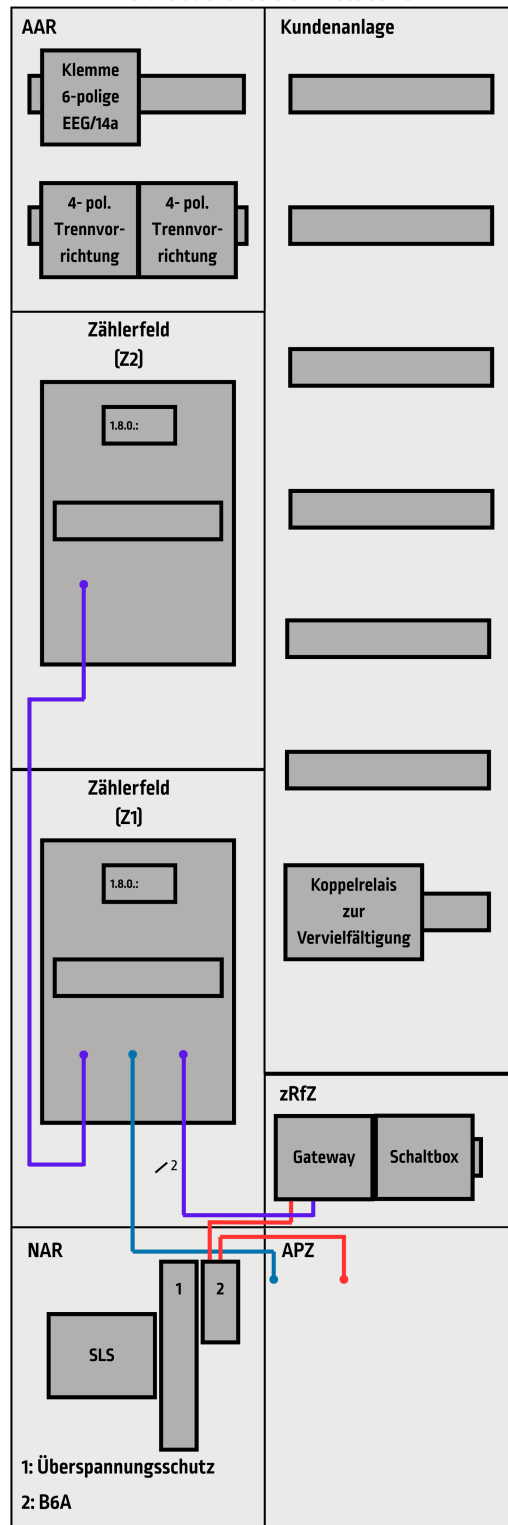 AAR
Klemme
6-polige
EEG/14a
4- pol.
Trennvor-
richtung
4- pol.
Trennvor-
richtung
Kundenanlage
Zählerfeld
(Z2)
1.8.0.:
Zählerfeld
(Z1)
1.8.0.:
2
Koppelrelais
zur
Vervielfältigung
zRfZ
Gateway
Schaltbox
NAR
SLS
1
2
1: Überspannungsschutz
2: B6A
APZ